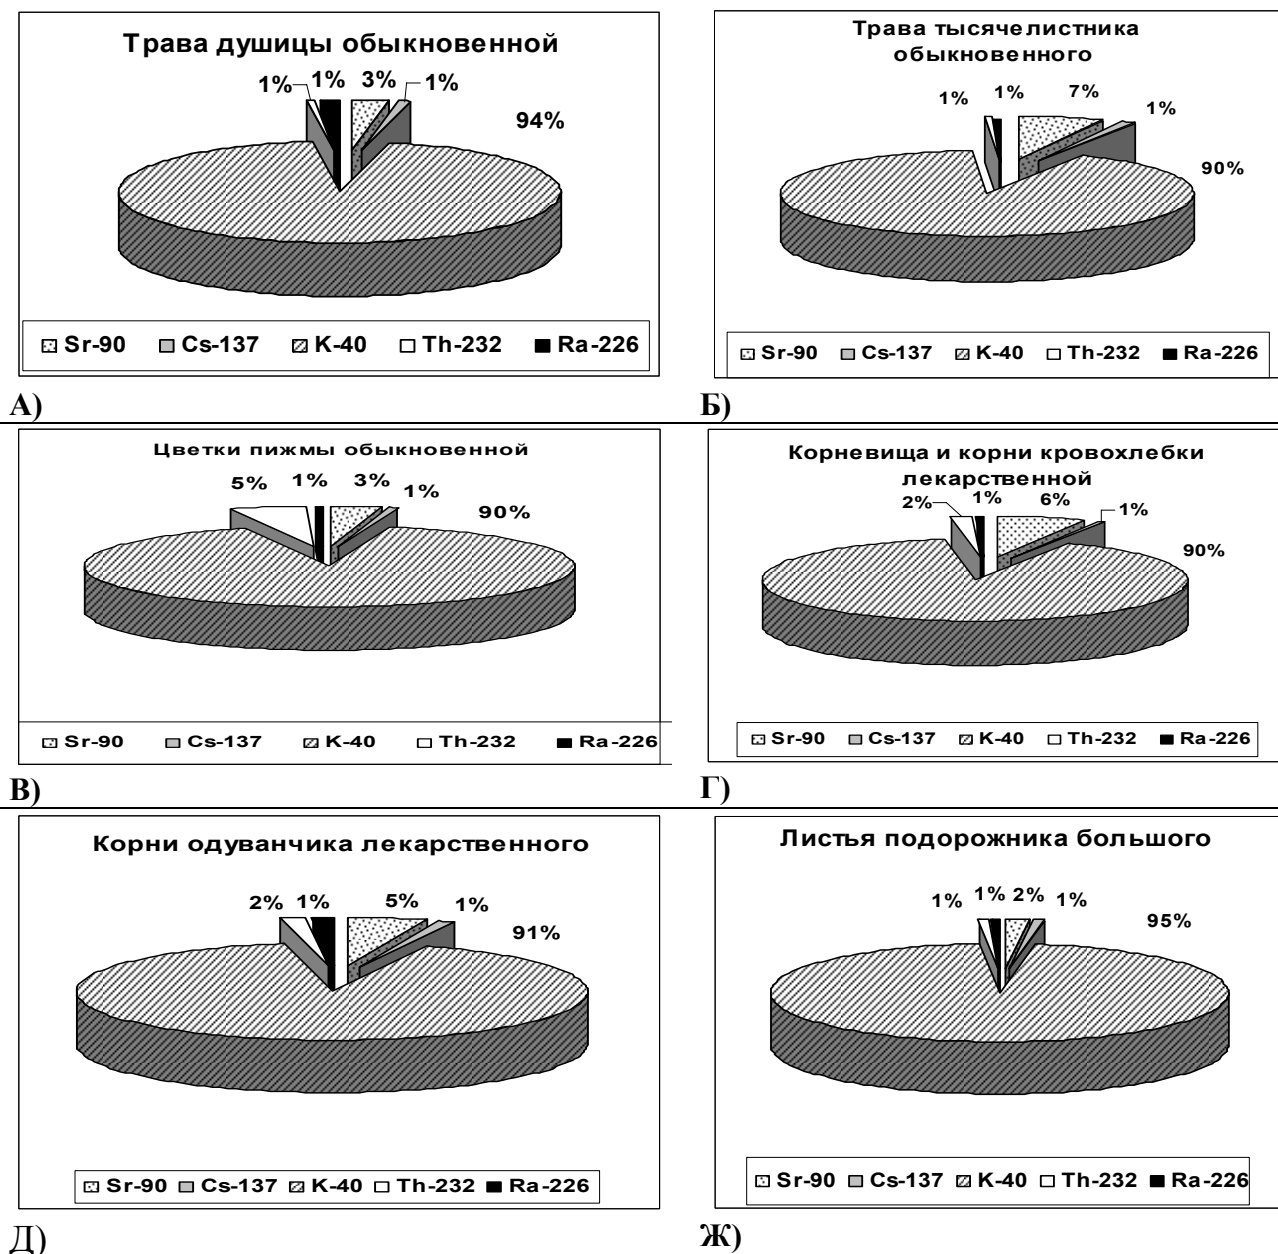 Трава душицы обыкновенной
1% 1% 3% 1%
94%
Sr-90 Cs-137 K-40 Th-232 Ra-226
А)
Трава тысячелистника
обыкновенного
1% 1% 7% 1%
90%
Sr-90 Cs-137 K-40 Th-232 Ra-226
Б)
Цветки пижмы обыкновенной
5% 1% 3% 1%
90%
Sr-90 Cs-137 K-40 Th-232 Ra-226
В)
Корневища и корни кровохлебки
лекарственной
2% 1% 6% 1%
90%
Sr-90 Cs-137 K-40 Th-232 Ra-226
Г)
Корни одуванчика лекарственного
2% 1% 5% 1%
91%
Sr-90 Cs-137 K-40 Th-232 Ra-226
Д)
Листья подорожника большого
1% 1% 2% 1%
95%
Sr-90 Cs-137 K-40 Th-232 Ra-226
Ж)